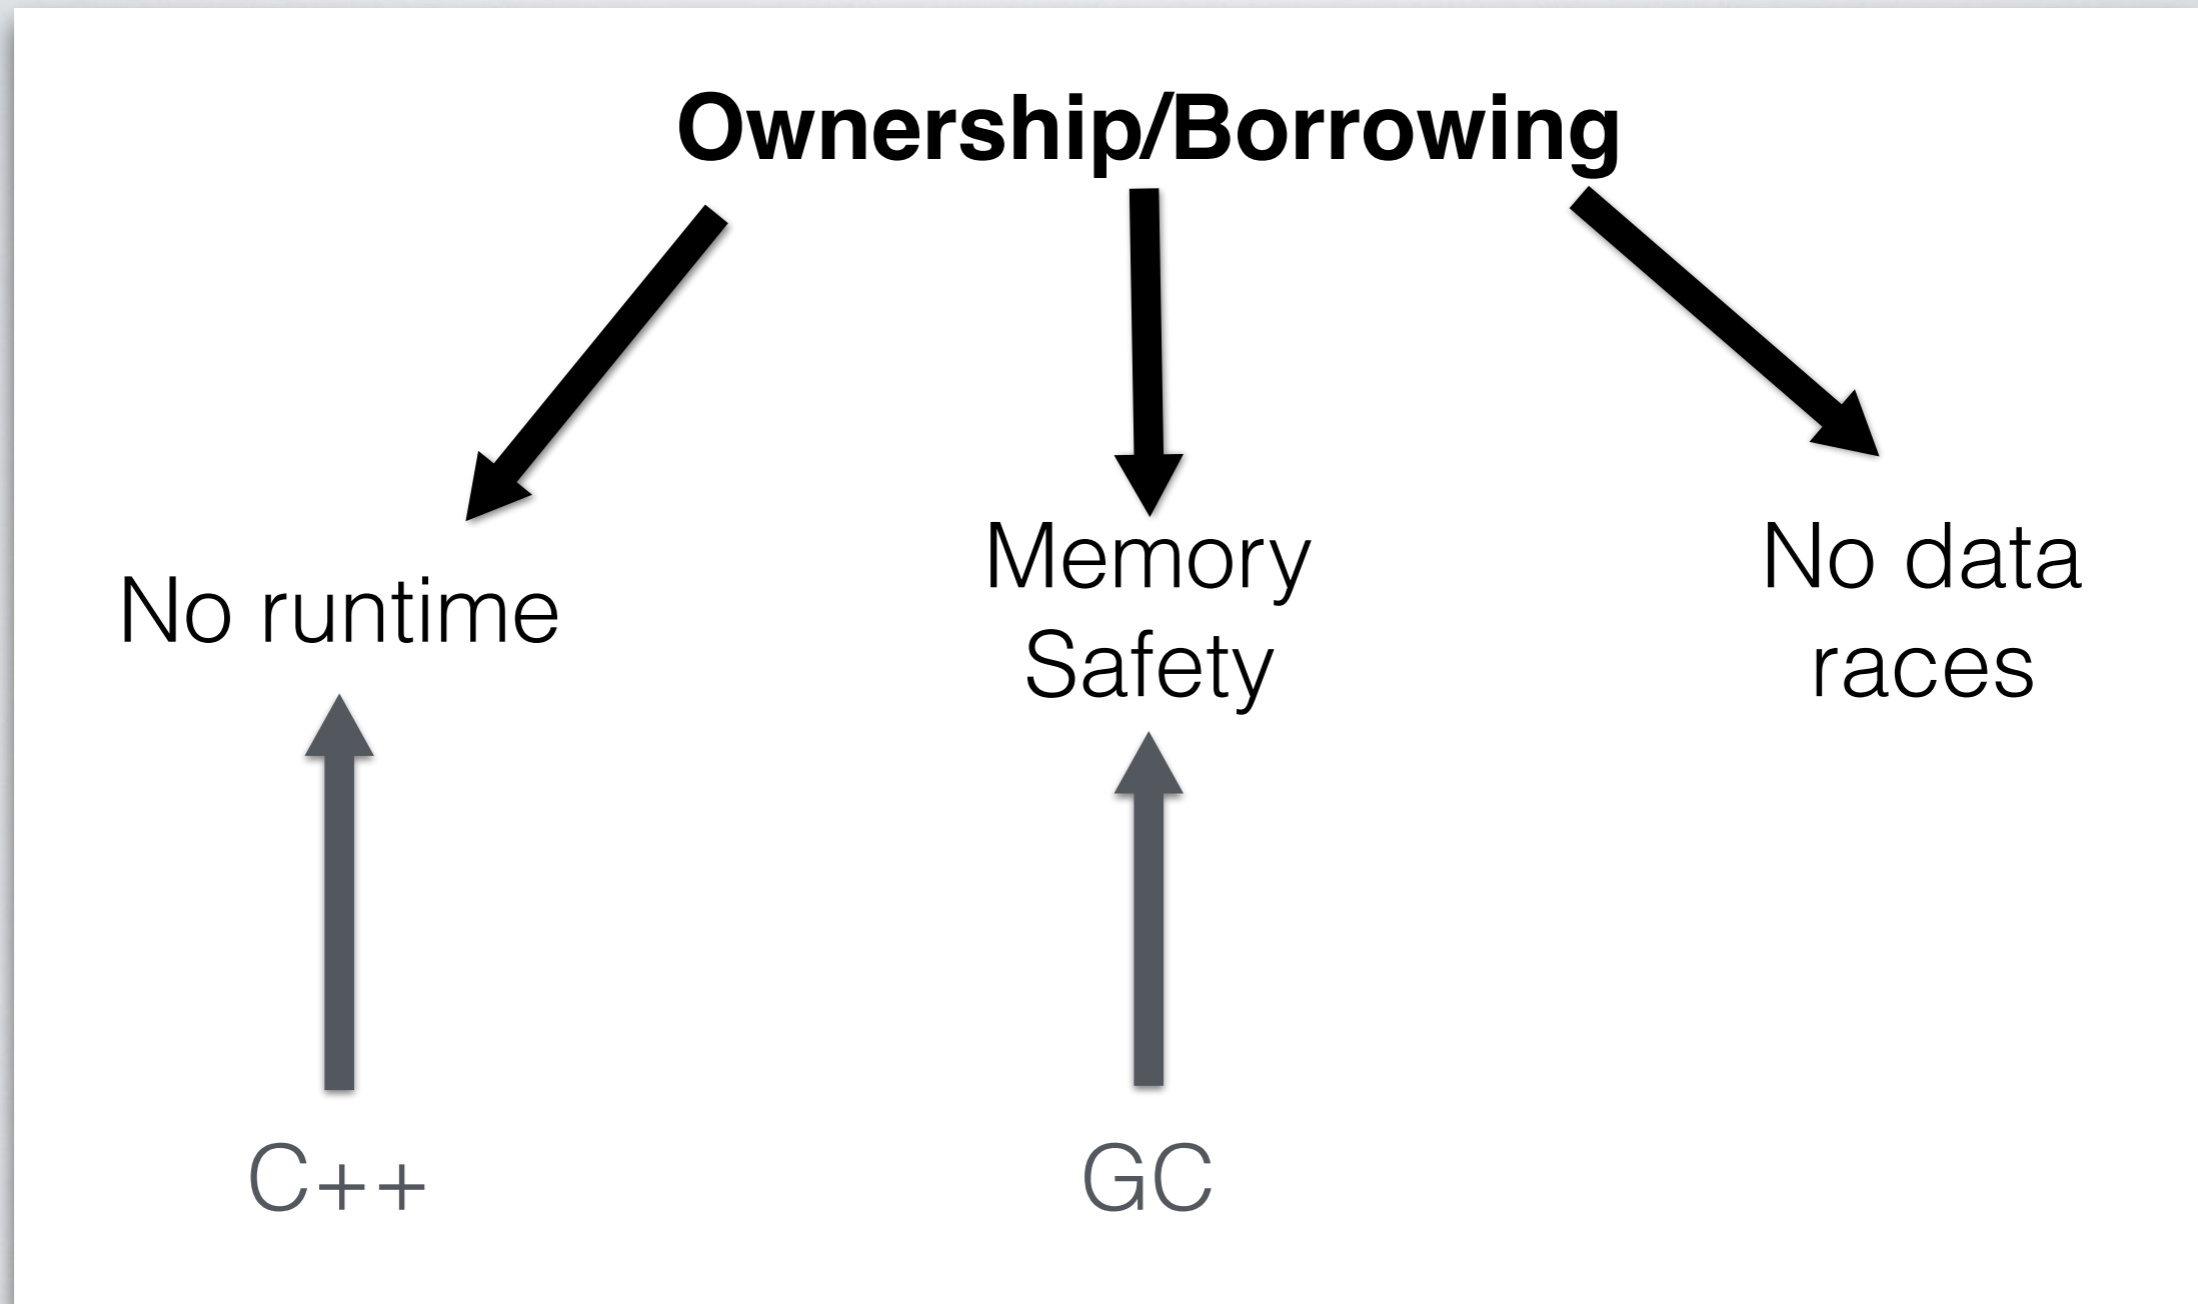 Ownership/Borrowing
No runtime
Memory
Safety
No data
races
C++
GC